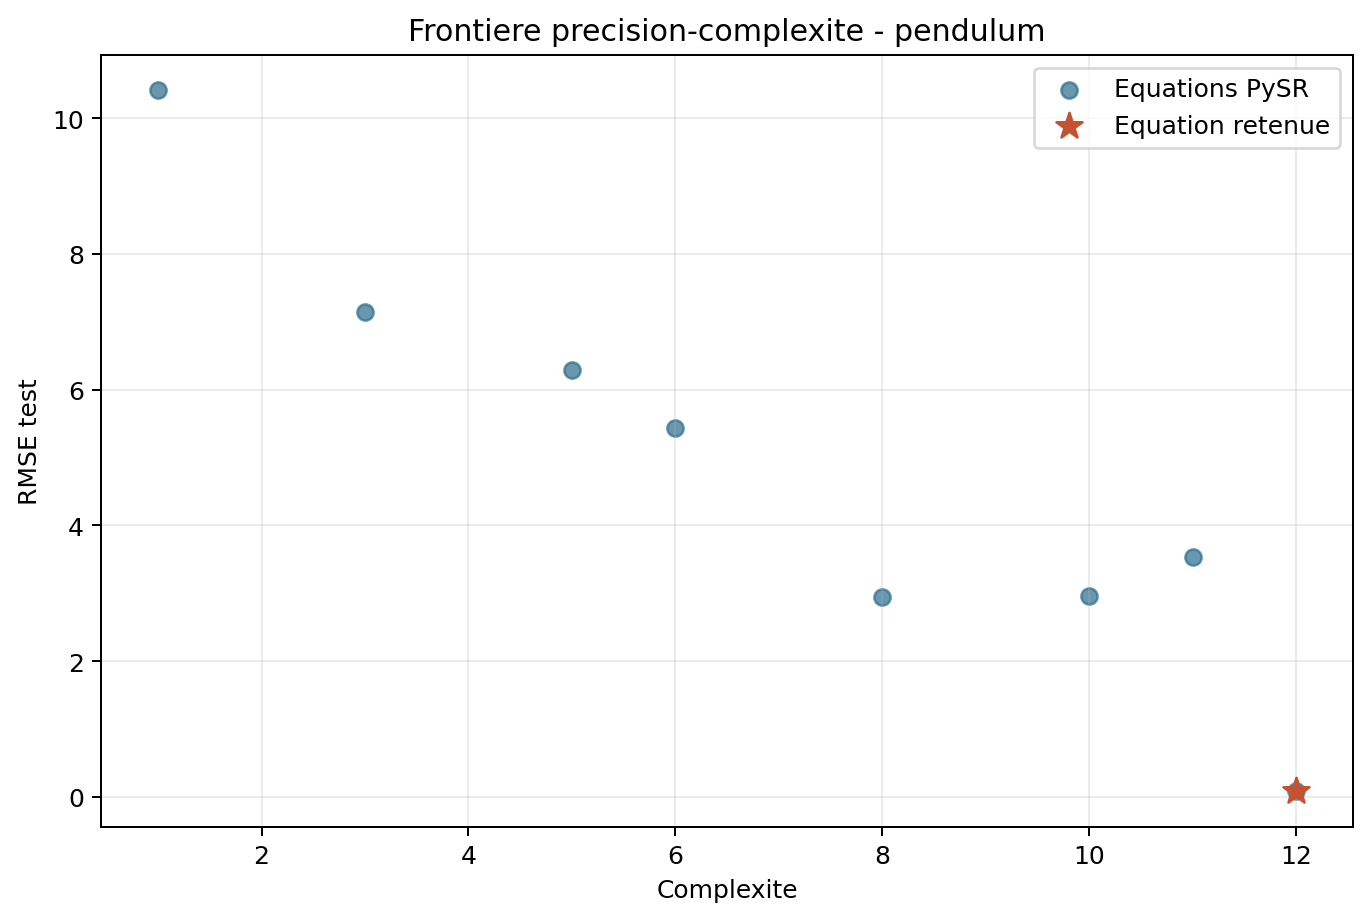 Frontiere precision-complexite - pendulum
Equations PySR
Equation retenue
RMSE test
10
8
6
4
2
0
2 4 6 8 10 12
Complexite